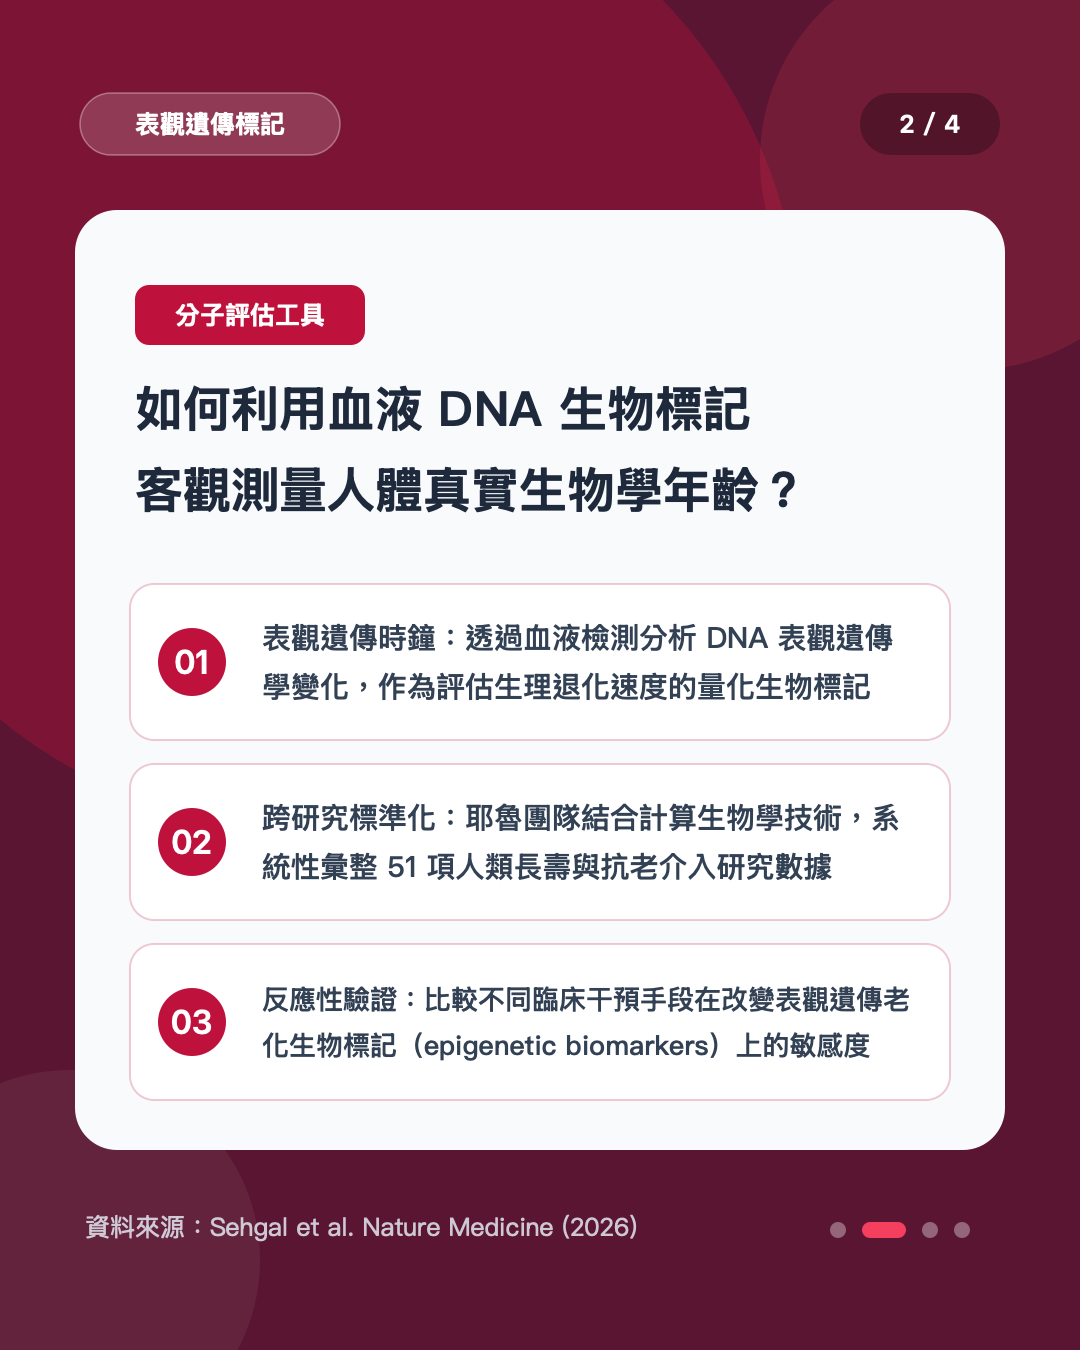 表觀遺傳標記
2 / 4
分子評估工具
如何利用血液 DNA 生物標記
客觀測量人體真實生物學年齡？
01
表觀遺傳時鐘：透過血液檢測分析 DNA 表觀遺傳
學變化，作為評估生理退化速度的量化生物標記
02
跨研究標準化：耶魯團隊結合計算生物學技術，系
統性彙整 51 項人類長壽與抗老介入研究數據
03
反應性驗證：比較不同臨床干預手段在改變表觀遺傳老
化生物標記（epigenetic biomarkers）上的敏感度
資料來源：Sehgal et al. Nature Medicine (2026)